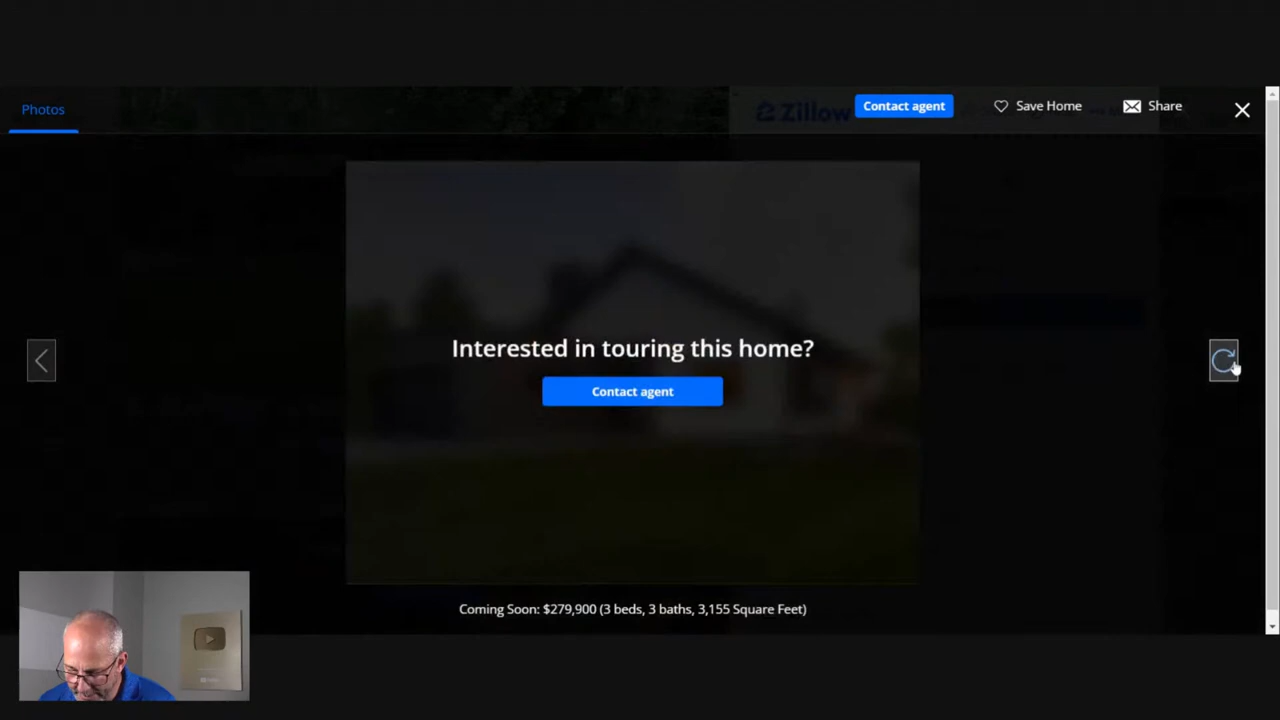 Photos
Zillow
Contact agent
Save Home
Share
Interested in touring this home?
Contact agent
Coming Soon: $279,900 (3 beds, 3 baths, 3,155 Square Feet)